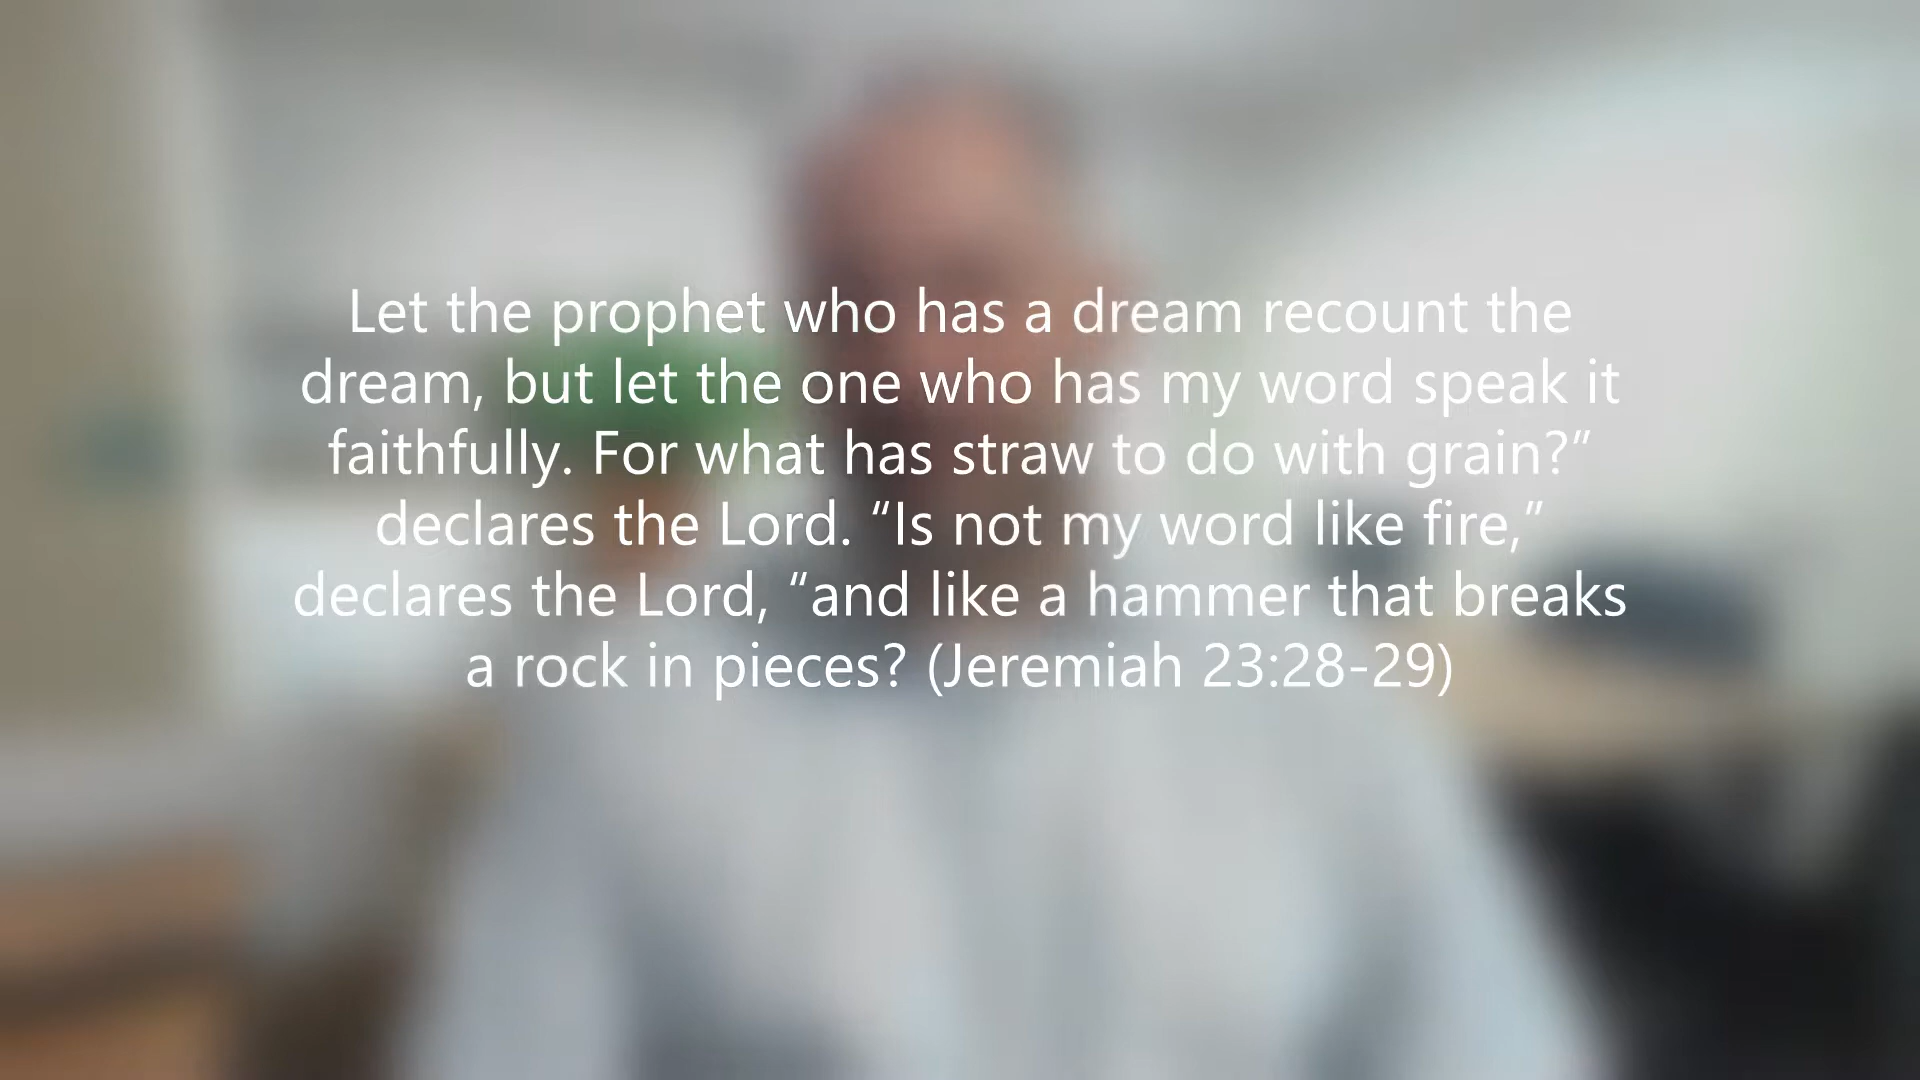 Let the prophet who has a dream recount the
dream, but let the one who has my word speak it
faithfully. For what has straw to do with grain?”
declares the Lord. “Is not my word like fire,”
declares the Lord, “and like a hammer that breaks
a rock in pieces? (Jeremiah 23:28-29)